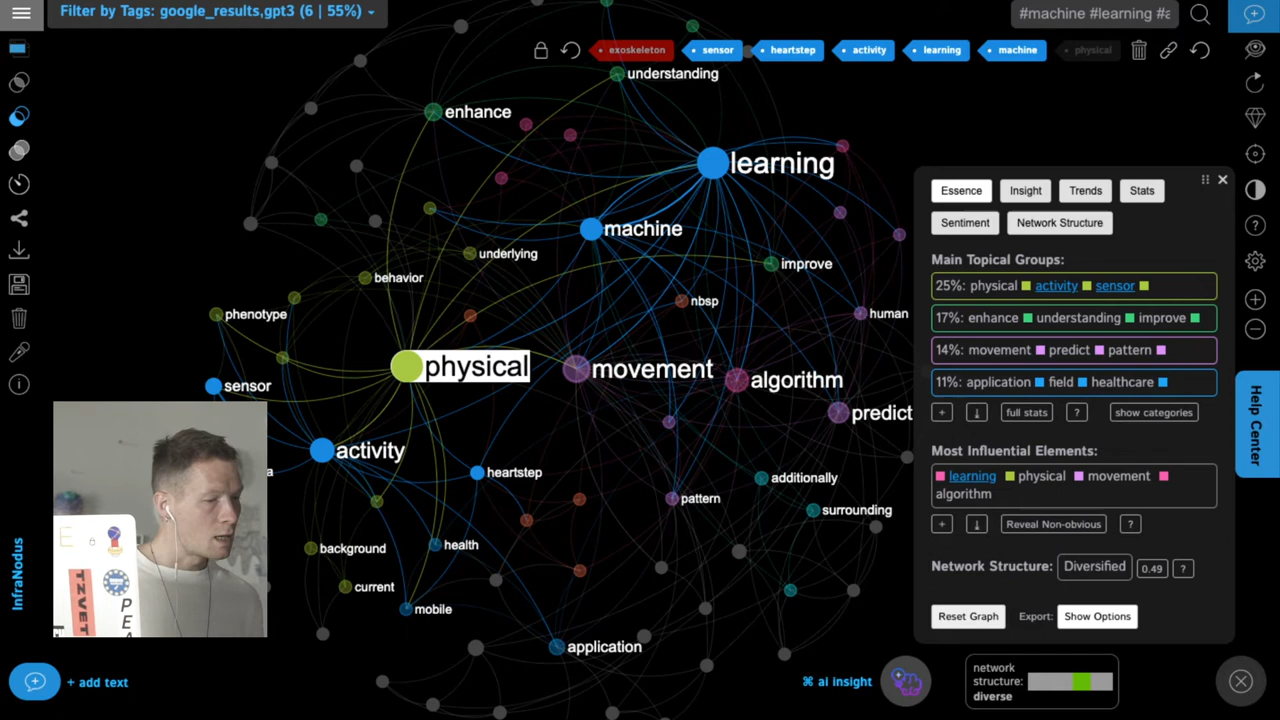 Filter by Tags: google_results,gpt3 (6 | 55%)
#machine #learning #a
exoskeleton
sensor
heartstep
activity
learning
machine
physical
understanding
enhance
learning
machine
underlying
improve
behavior
nbsp
phenotype
human
physical
movement
algorithm
sensor
predict
activity
heartstep
additionally
pattern
surrounding
health
background
current
mobile
application
Essence
Insight
Trends
Stats
Sentiment
Network Structure
Main Topical Groups:
25%: physical activity sensor
17%: enhance understanding improve
14%: movement predict pattern
11%: application field healthcare
+
full stats
?
show categories
Most Influential Elements:
learning physical movement
algorithm
+
Reveal Non-obvious
?
Network Structure: Diversified 0.49 ?
Reset Graph
Export:
Show Options
Help Center
InfraNodus
+ add text
⌘ ai insight
network
structure:
diverse
TZVET
PE